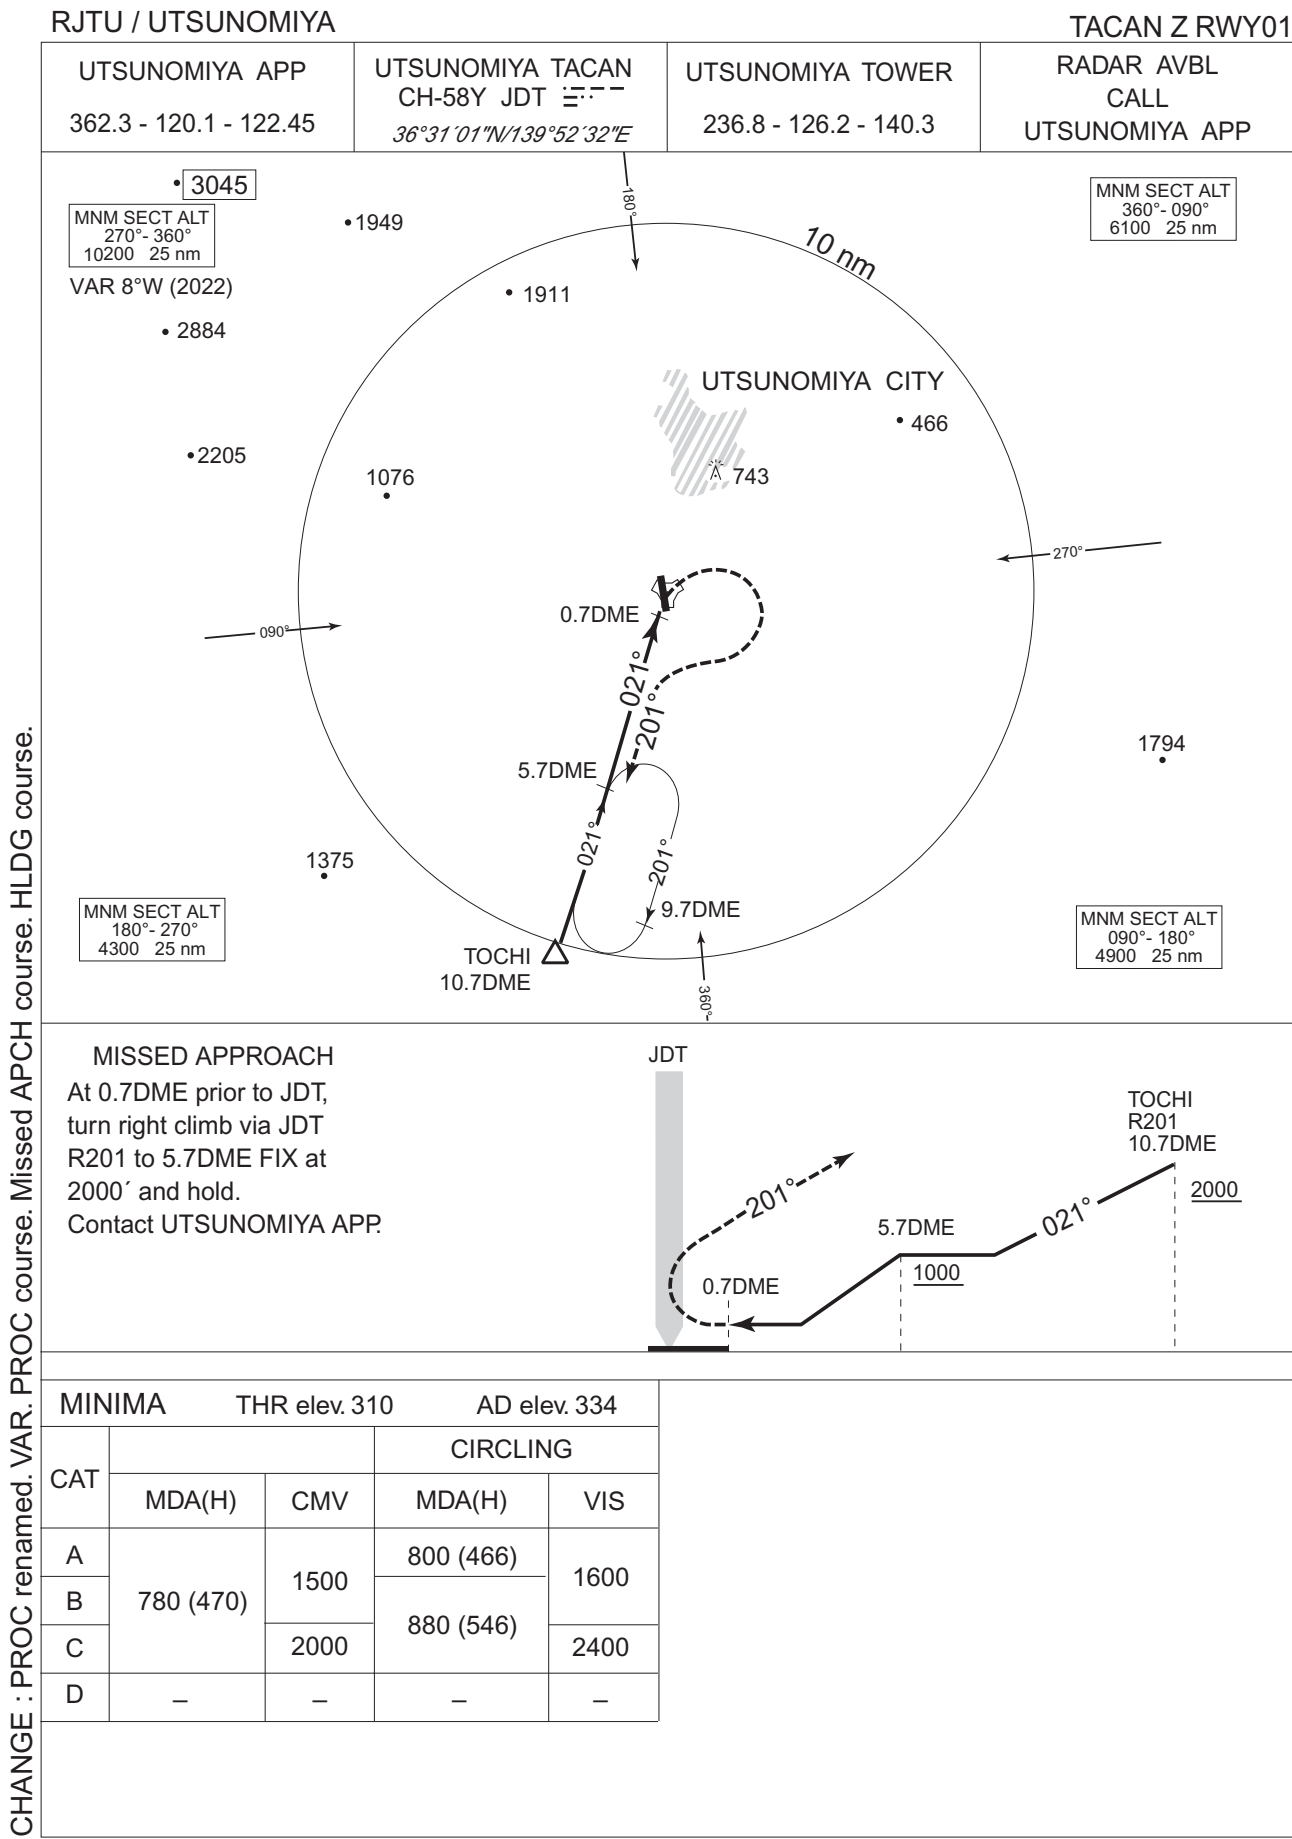 RJTU / UTSUNOMIYA
TACAN Z RWY01
UTSUNOMIYA APP
362.3 - 120.1 - 122.45
UTSUNOMIYA TACAN
CH-58Y JDT
36°31´01"N/139°52´32"E
UTSUNOMIYA TOWER
236.8 - 126.2 - 140.3
RADAR AVBL
CALL
UTSUNOMIYA APP
3045
MNM SECT ALT
270°- 360°
10200 25 nm
VAR 8°W (2022)
1949
180°
10 nm
MNM SECT ALT
360°- 090°
6100 25 nm
1911
2884
UTSUNOMIYA CITY
466
2205
1076
743
270°
0.7DME
090°
021°
201°
5.7DME
1794
021°
201°
1375
9.7DME
MNM SECT ALT
180°- 270°
4300 25 nm
MNM SECT ALT
090°- 180°
4900 25 nm
TOCHI
10.7DME
360°
MISSED APPROACH
At 0.7DME prior to JDT,
turn right climb via JDT
R201 to 5.7DME FIX at
2000´ and hold.
Contact UTSUNOMIYA APP.
JDT
TOCHI
R201
10.7DME
2000
201°
021°
5.7DME
1000
0.7DME
MINIMA THR elev. 310 AD elev. 334
CAT
CIRCLING
MDA(H) CMV MDA(H) VIS
A 780 (470) 1500 800 (466) 1600
B 880 (546)
C 2000 2400
D – – – –
CHANGE : PROC renamed. VAR. PROC course. Missed APCH course. HLDG course.